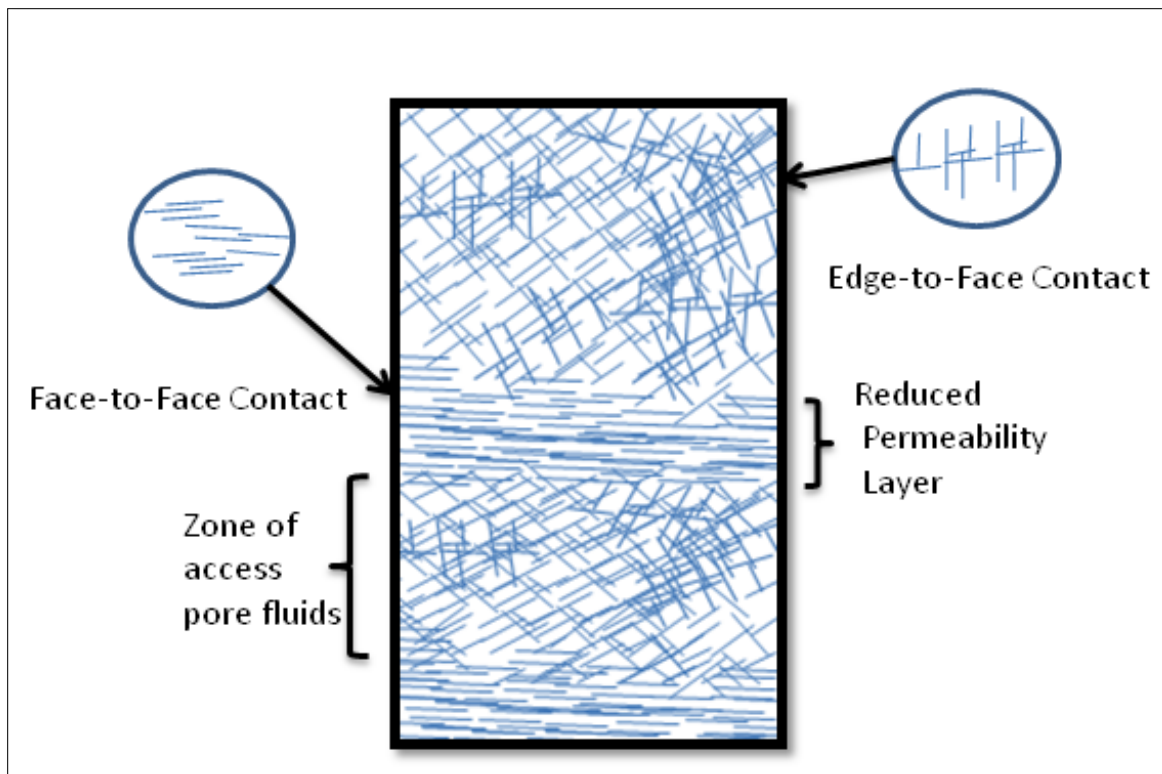 Edge-to-Face Contact
Face-to-Face Contact
Reduced
Permeability
Layer
Zone of
access
pore fluids